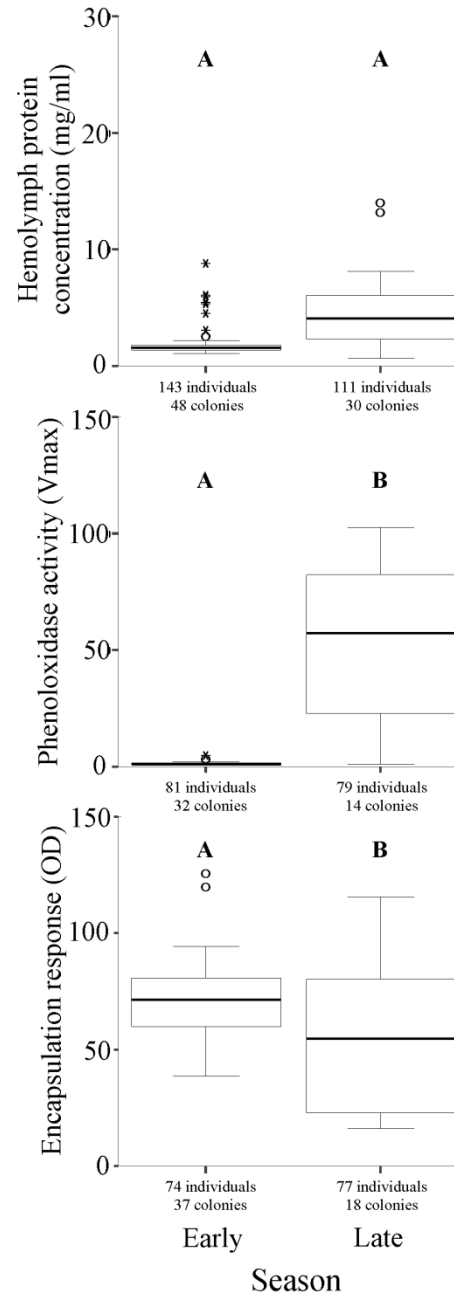 Hemolymph protein
concentration (mg/ml)
30
20
10
0
A
A
143 individuals
48 colonies
111 individuals
30 colonies
Phenoloxidase activity (Vmax)
150
100
50
0
A
B
81 individuals
32 colonies
79 individuals
14 colonies
Encapsulation response (OD)
150
100
50
0
A
B
74 individuals
37 colonies
77 individuals
18 colonies
Early
Late
Season